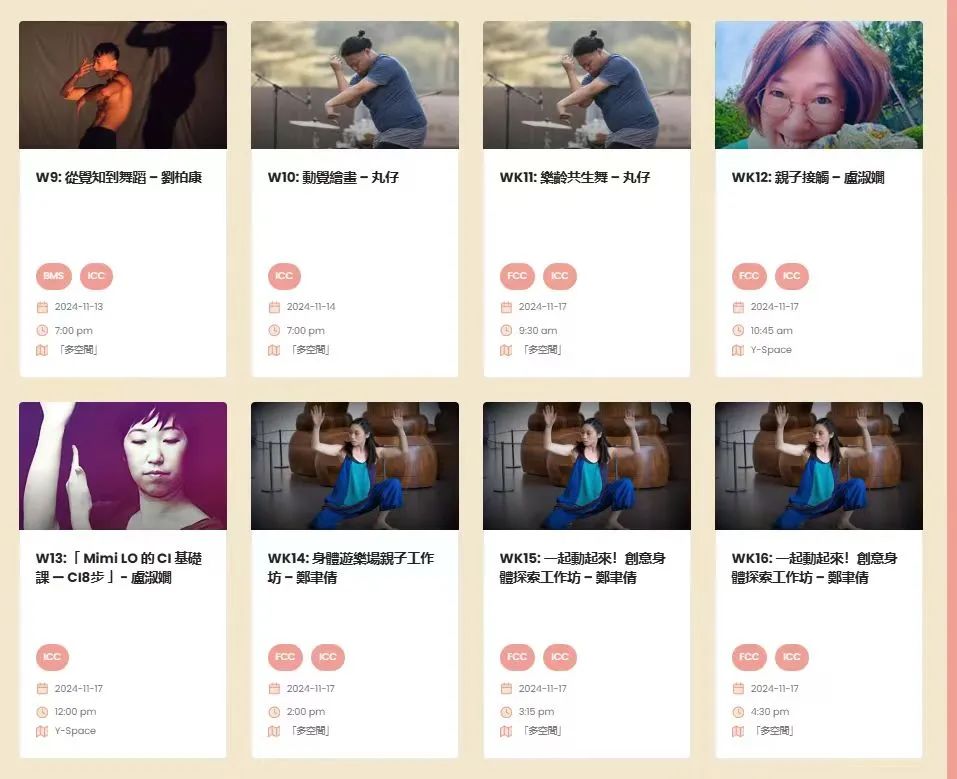 W9: 從覺知到舞蹈 – 劉柏康
BMS ICC
2024-11-13
7:00 pm
「多空間」
W10: 動覺繪畫 – 丸仔
ICC
2024-11-14
7:00 pm
「多空間」
WK11: 樂齡共生舞 – 丸仔
FCC ICC
2024-11-17
9:30 am
「多空間」
WK12: 親子接觸 – 盧淑嫻
FCC ICC
2024-11-17
10:45 am
Y-Space
W13:「 Mimi LO 的 CI 基礎
課 — CI8步 」- 盧淑嫻
ICC
2024-11-17
12:00 pm
Y-Space
WK14: 身體遊樂場親子工作
坊 – 鄭聿倩
FCC ICC
2024-11-17
2:00 pm
「多空間」
WK15: 一起動起來！創意身
體探索工作坊 – 鄭聿倩
FCC ICC
2024-11-17
3:15 pm
「多空間」
WK16: 一起動起來！創意身
體探索工作坊 – 鄭聿倩
FCC ICC
2024-11-17
4:30 pm
「多空間」